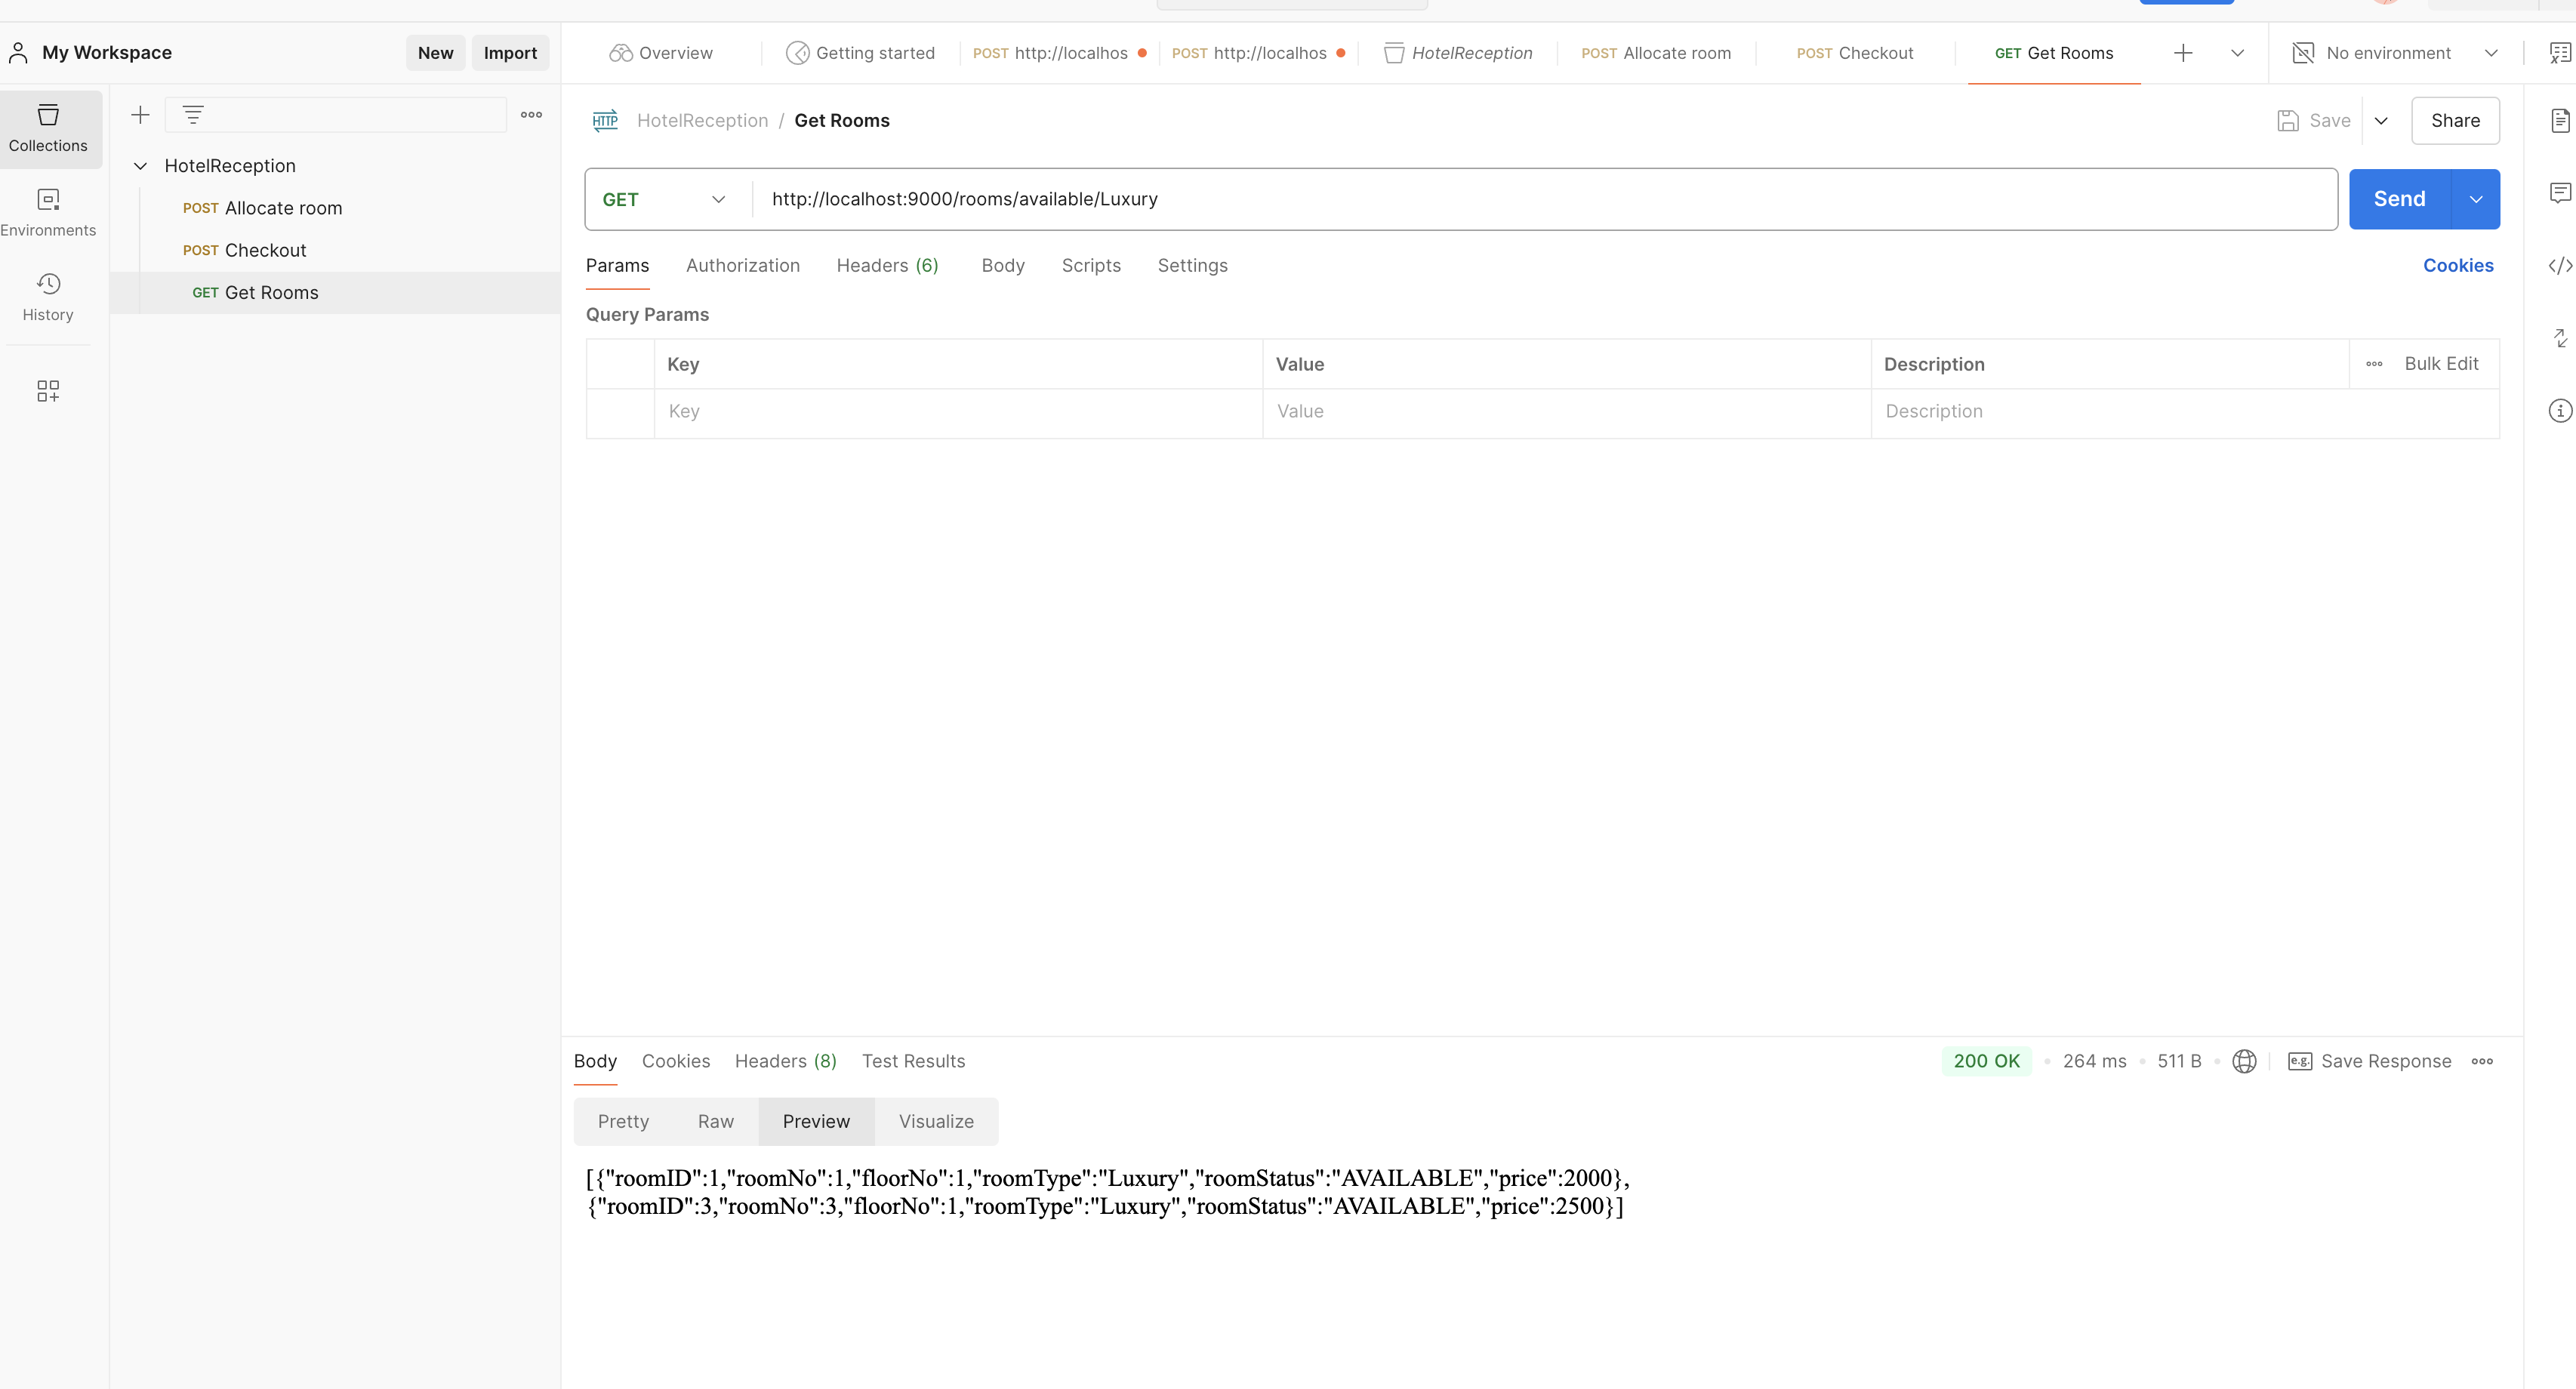 My Workspace
New
Import
Overview
Getting started
POST http://localhos
POST http://localhos
HotelReception
POST Allocate room
POST Checkout
GET Get Rooms
No environment
Collections
Environments
History
HotelReception
POST Allocate room
POST Checkout
GET Get Rooms
HTTP HotelReception / Get Rooms
Save
Share
GET
http://localhost:9000/rooms/available/Luxury
Send
Params
Authorization
Headers (6)
Body
Scripts
Settings
Cookies
Query Params
Key
Value
Description
Bulk Edit
Key
Value
Description
Body
Cookies
Headers (8)
Test Results
200 OK
264 ms
511 B
e.g. Save Response
Pretty
Raw
Preview
Visualize
[{"roomID":1,"roomNo":1,"floorNo":1,"roomType":"Luxury","roomStatus":"AVAILABLE","price":2000},
{"roomID":3,"roomNo":3,"floorNo":1,"roomType":"Luxury","roomStatus":"AVAILABLE","price":2500}]